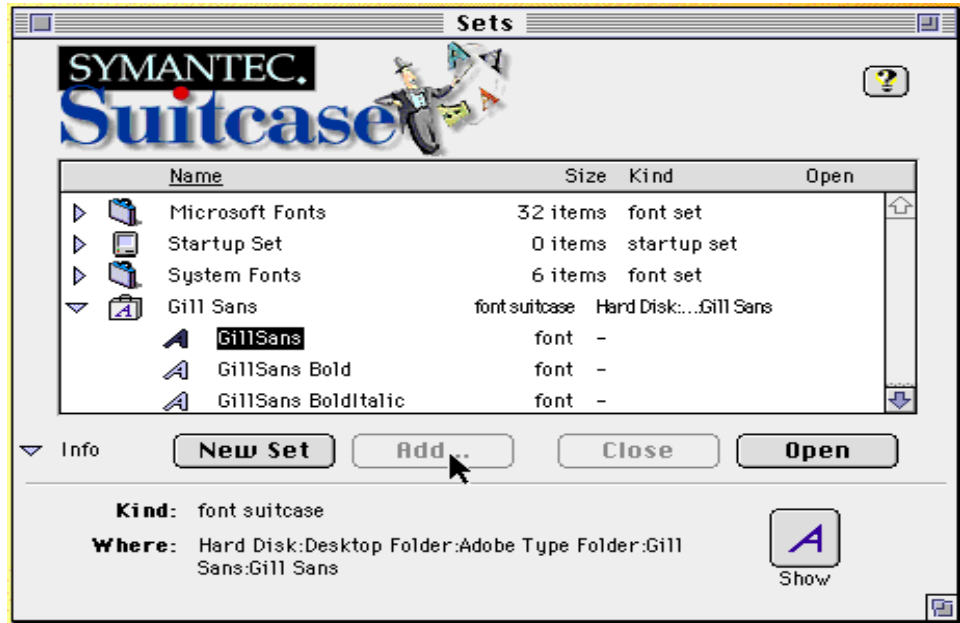 Sets
SYMANTEC.
Suitcase
?
Name Size Kind Open
Microsoft Fonts 32 items font set
Startup Set 0 items startup set
System Fonts 6 items font set
Gill Sans font suitcase Hard Disk:...:Gill Sans
GillSans font –
GillSans Bold font –
GillSans BoldItalic font –
Info New Set Add... Close Open
Kind: font suitcase
Where: Hard Disk:Desktop Folder:Adobe Type Folder:Gill
Sans:Gill Sans
Show